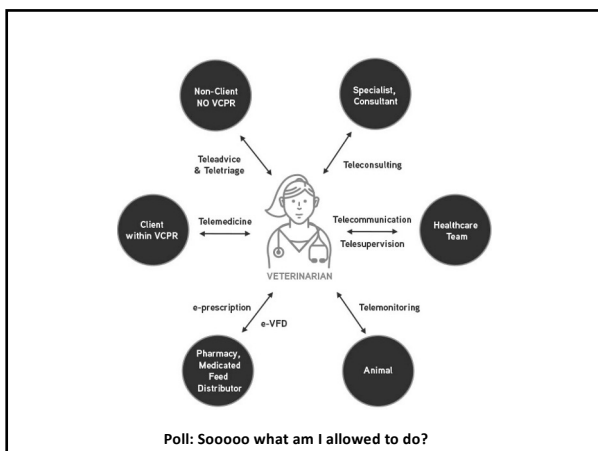 Non-Client
NO VCPR
Specialist,
Consultant
Teleadvice
& Teletriage
Teleconsulting
Client
within VCPR
Telemedicine
Telecommunication
Telesupervision
Healthcare
Team
VETERINARIAN
e-prescription
e-VFD
Telemonitoring
Pharmacy,
Medicated
Feed
Distributor
Animal
Poll: Sooooo what am I allowed to do?